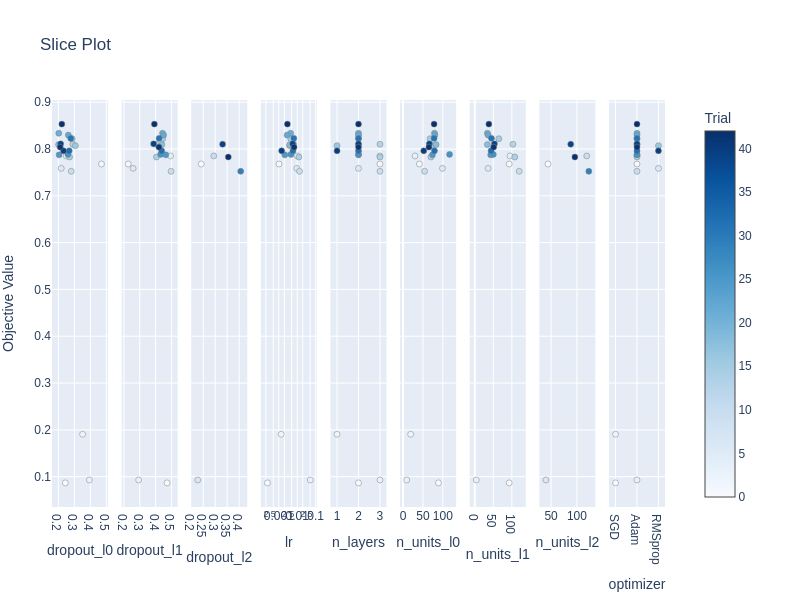 Slice Plot
Trial
Objective Value
0.9
0.8
0.7
0.6
0.5
0.4
0.3
0.2
0.1
40
35
30
25
20
15
10
5
0
0.2 0.3 0.4 0.5
0.2 0.3 0.4 0.5
0.2 0.25 0.3 0.35 0.4
1 2 3
0 50 100
0 50 100
50 100
SGD Adam RMSprop
dropout_l0 dropout_l1 dropout_l2 lr n_layers n_units_l0 n_units_l1 n_units_l2 optimizer